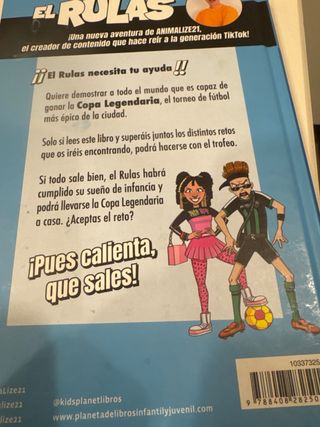 EL RULAS
¡Una nueva aventura de ANIMALIZE21,
el creador de contenido que hace reír a la generación TikTok!
¡¡ El Rulas necesita tu ayuda !!
Quiere demostrar a todo el mundo que es capaz de
ganar la Copa Legendaria, el torneo de fútbol
más épico de la ciudad.
Solo si lees este libro y superáis juntos los distintos retos
que os iréis encontrando, podrá hacerse con el trofeo.
Si todo sale bien, el Rulas habrá
cumplido su sueño de infancia y
podrá llevarse la Copa Legendaria
a casa. ¿Aceptas el reto?
¡Pues calienta,
que sales!
@kidsplanetlibros
www.planetadelibrosinfantilyjuvenil.com
10337325
9 788408 28250